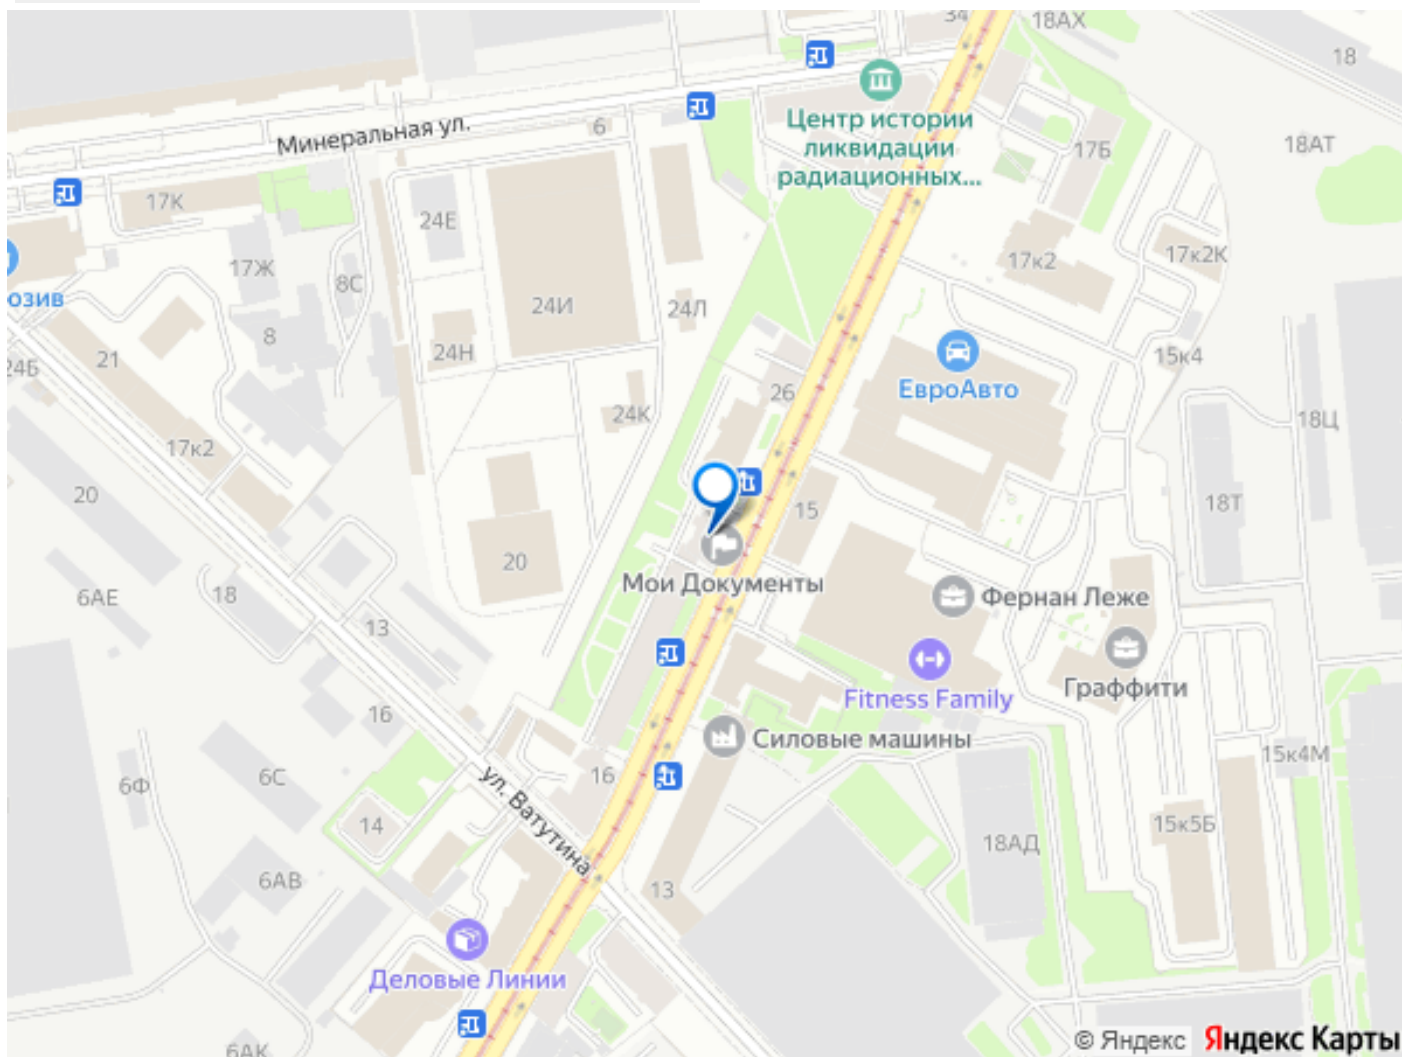 34
18АХ
18
Минеральная ул.
6
Центр истории
ликвидации
радиационных...
17Б
18АТ
17К
24Е
17Ж
8С
17к2
17к2К
озив
24И
24Л
8
21
24Н
15к4
24Б
26
ЕвроАвто
24К
18Ц
17к2
20
15
18Т
20
Мои Документы
6АЕ
18
Фернан Леже
13
Fitness Family
Граффити
16
Силовые машины
6Ф
6С
16
15к4М
ул. Ватутина
14
15к5Б
18АД
6АВ
13
Деловые Линии
6АК
© Яндекс Яндекс Карты